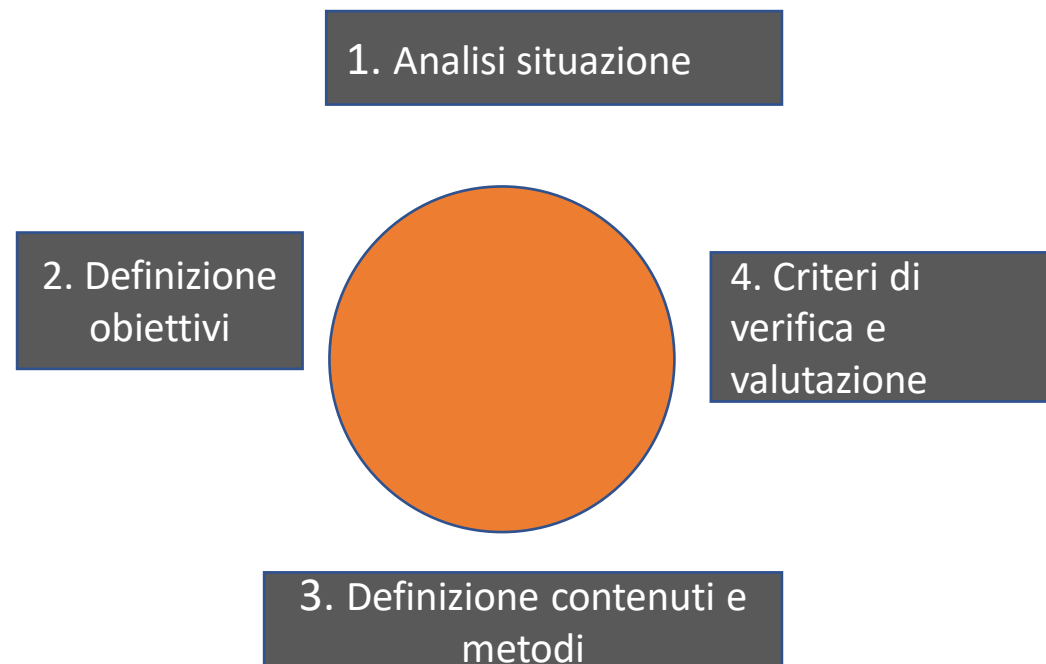 1. Analisi situazione
2. Definizione
obiettivi
3. Definizione contenuti e
metodi
4. Criteri di
verifica e
valutazione